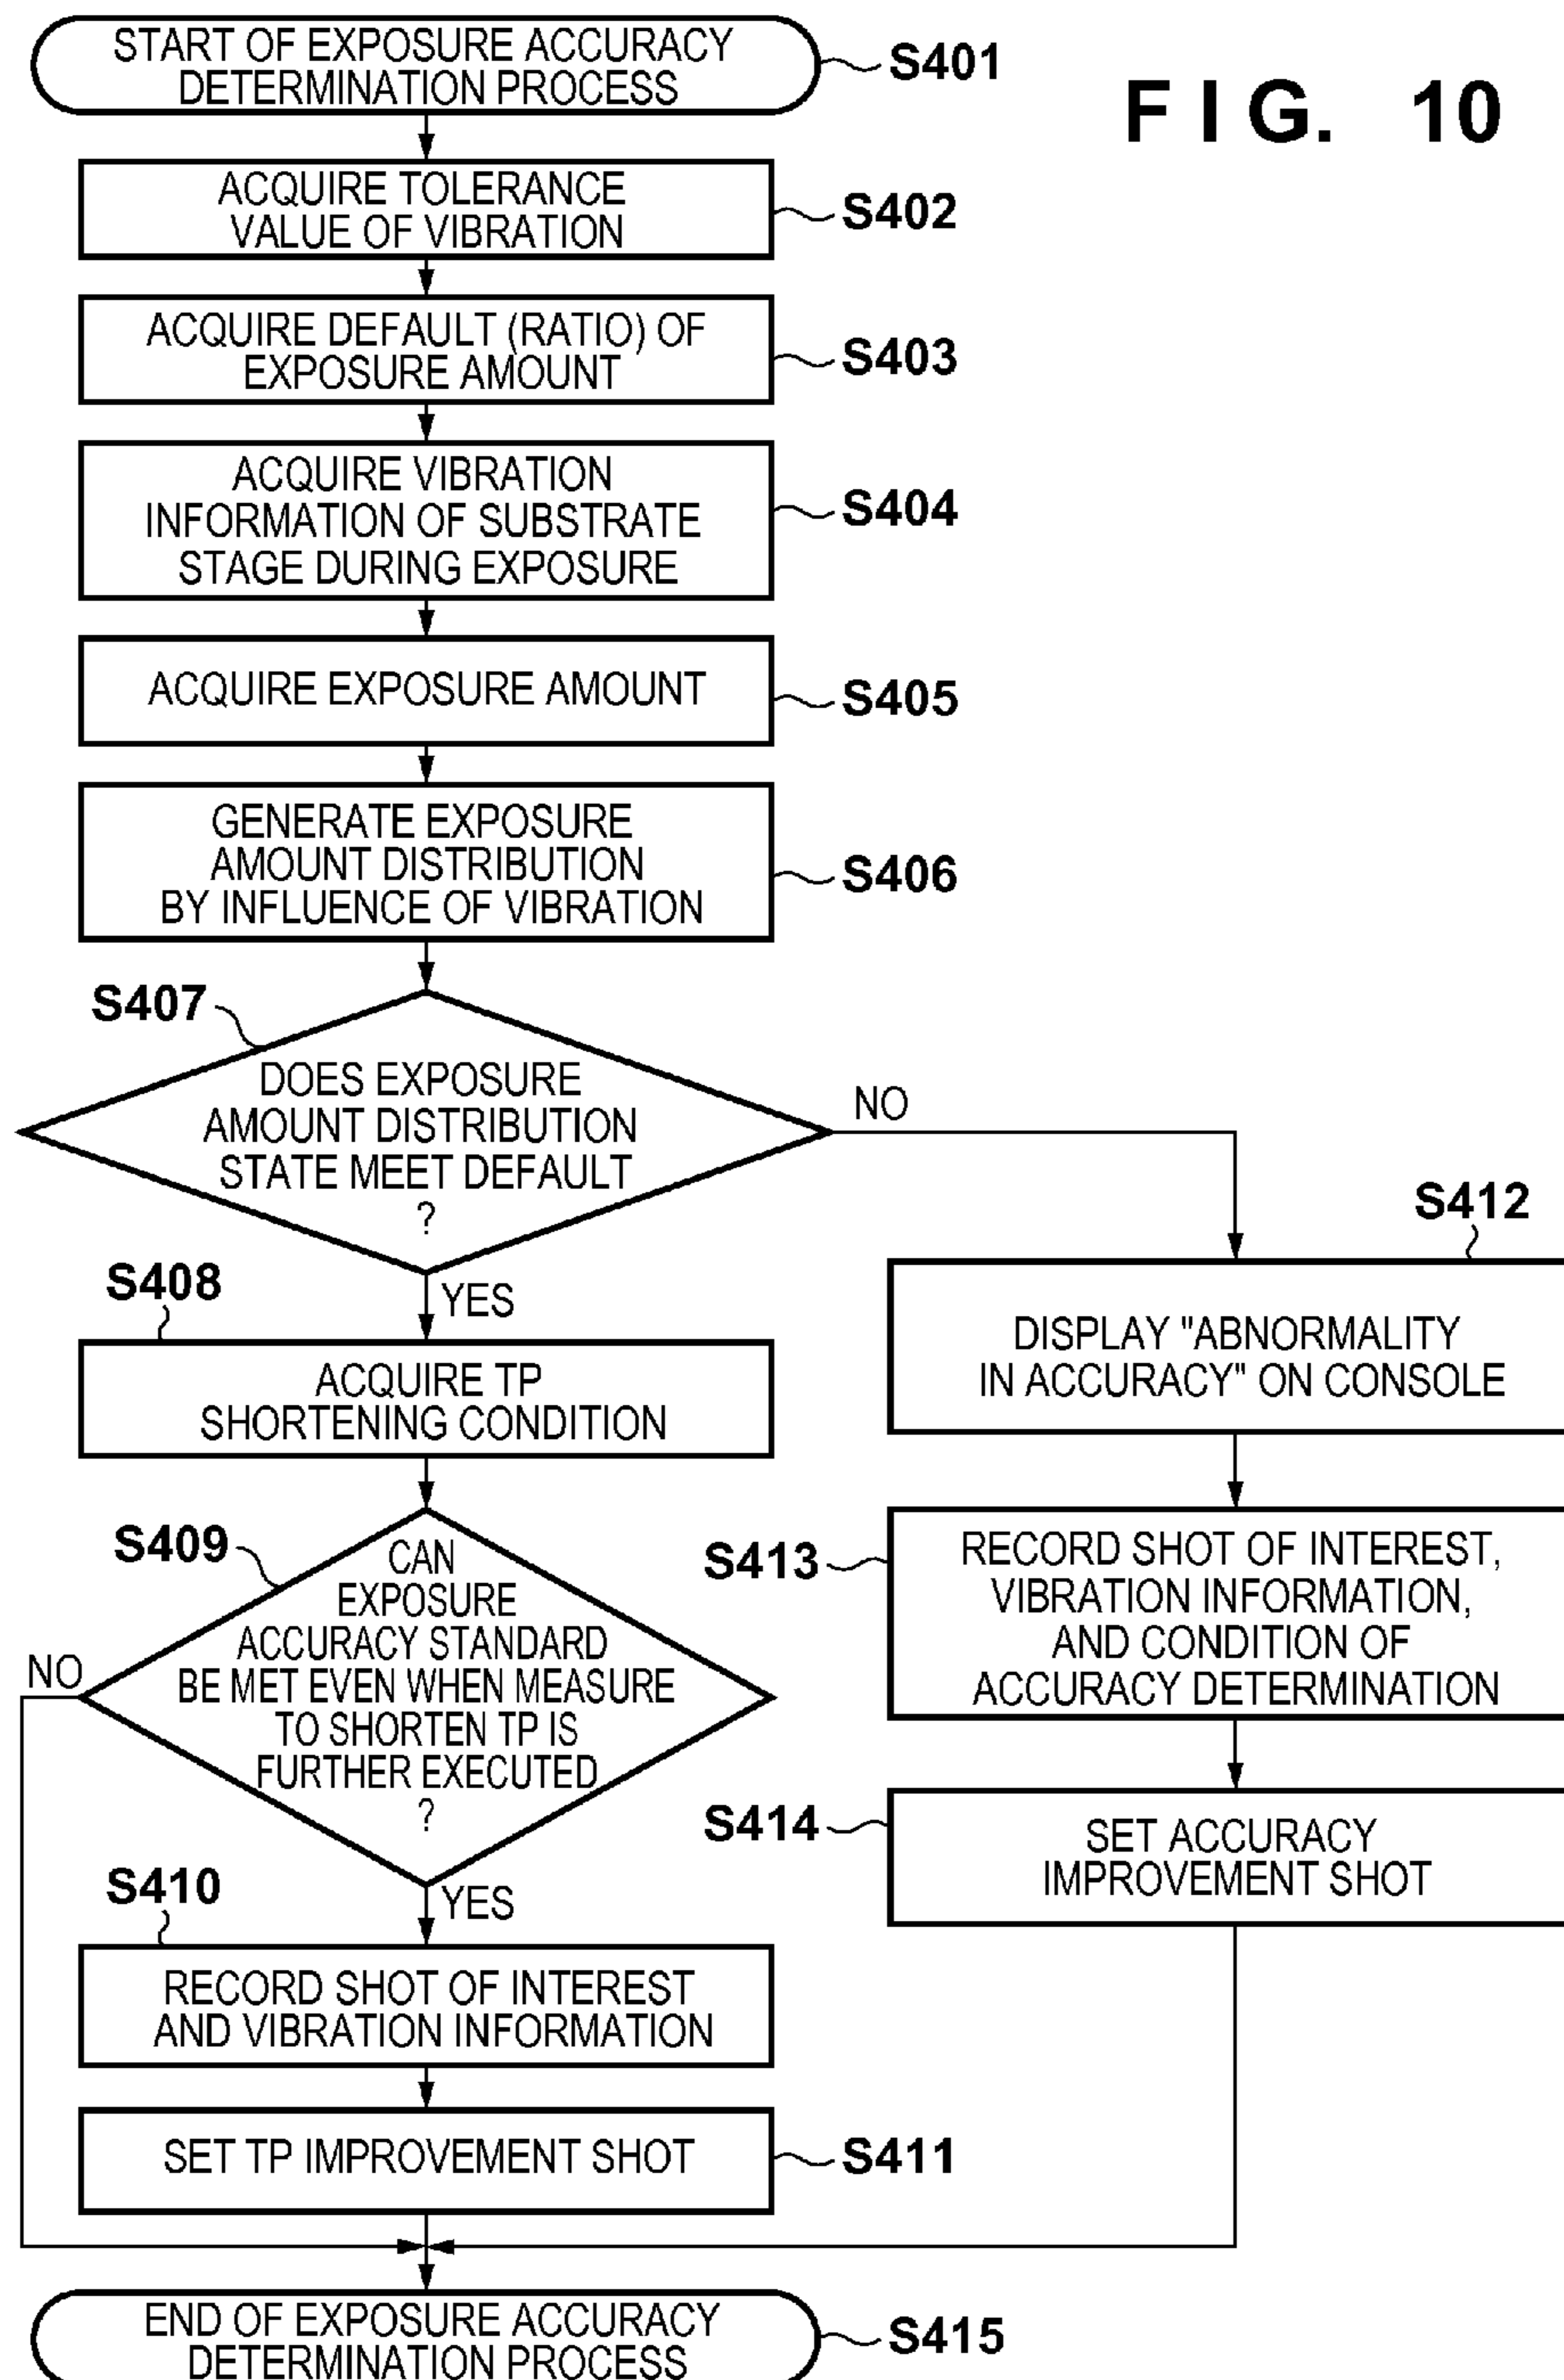 START OF EXPOSURE ACCURACY
DETERMINATION PROCESS
S401
F I G. 10
ACQUIRE TOLERANCE
VALUE OF VIBRATION
S402
ACQUIRE DEFAULT (RATIO) OF
EXPOSURE AMOUNT
S403
ACQUIRE VIBRATION
INFORMATION OF SUBSTRATE
STAGE DURING EXPOSURE
S404
ACQUIRE EXPOSURE AMOUNT
S405
GENERATE EXPOSURE
AMOUNT DISTRIBUTION
BY INFLUENCE OF VIBRATION
S406
S407
DOES EXPOSURE
AMOUNT DISTRIBUTION
STATE MEET DEFAULT
?
NO
YES
S408
ACQUIRE TP
SHORTENING CONDITION
S412
DISPLAY "ABNORMALITY
IN ACCURACY" ON CONSOLE
S409
CAN
EXPOSURE
ACCURACY STANDARD
BE MET EVEN WHEN MEASURE
TO SHORTEN TP IS
FURTHER EXECUTED
?
NO
YES
S413
RECORD SHOT OF INTEREST,
VIBRATION INFORMATION,
AND CONDITION OF
ACCURACY DETERMINATION
S414
SET ACCURACY
IMPROVEMENT SHOT
S410
RECORD SHOT OF INTEREST
AND VIBRATION INFORMATION
SET TP IMPROVEMENT SHOT
S411
END OF EXPOSURE ACCURACY
DETERMINATION PROCESS
S415